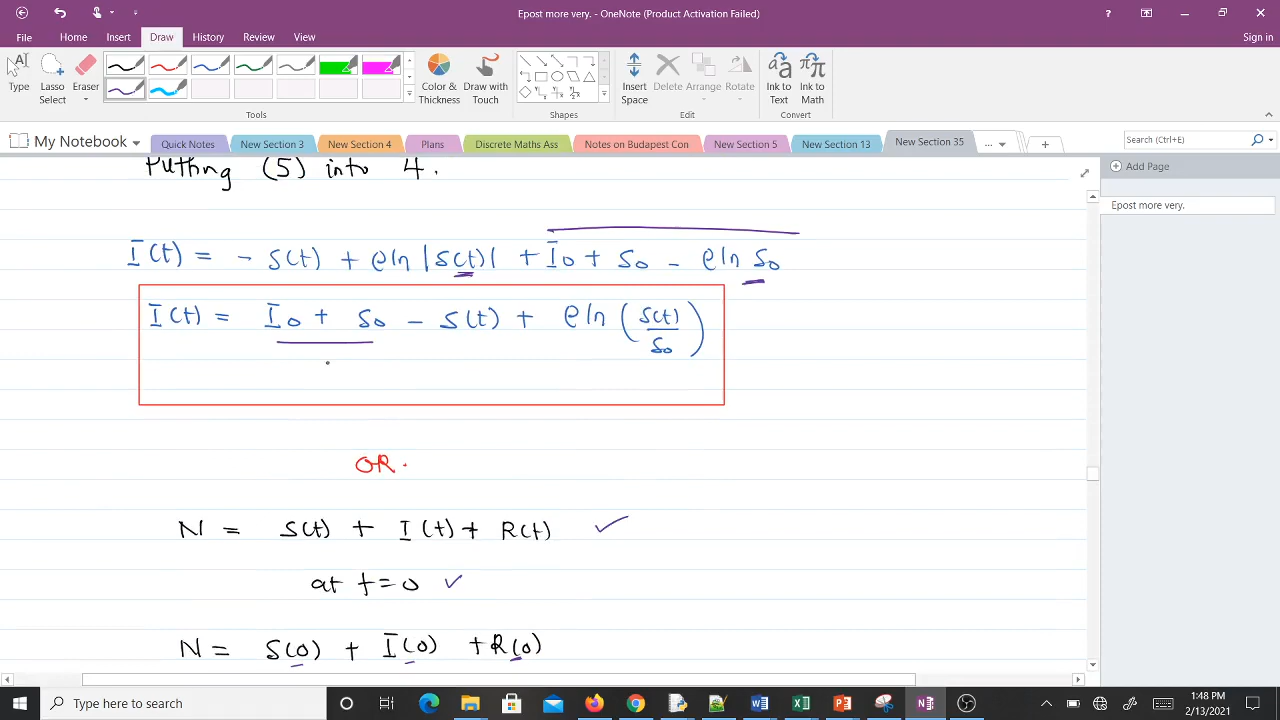 Epost more very. - OneNote (Product Activation Failed)
File Home Insert Draw History Review View Sign in
Type Lasso Select Eraser Color & Thickness Draw with Touch Insert Space Delete Arrange Rotate Ink to Text Ink to Math
Tools Shapes Edit Convert
My Notebook Quick Notes New Section 3 New Section 4 Plans Discrete Maths Ass Notes on Budapest Con New Section 5 New Section 13 New Section 35 ... + Search (Ctrl+E)
Add Page
Epost more very.
Putting (5) into 4.
I(t) = - S(t) + ρln |S(t)| + I₀ + S₀ - ρln S₀
I(t) = I₀ + S₀ - S(t) + ρln (S(t)/S₀)
OR.
N = S(t) + I(t) + R(t) ✓
at t=0 ✓
N = S(0) + I(0) + R(0)
Type here to search
1:48 PM
2/13/2021